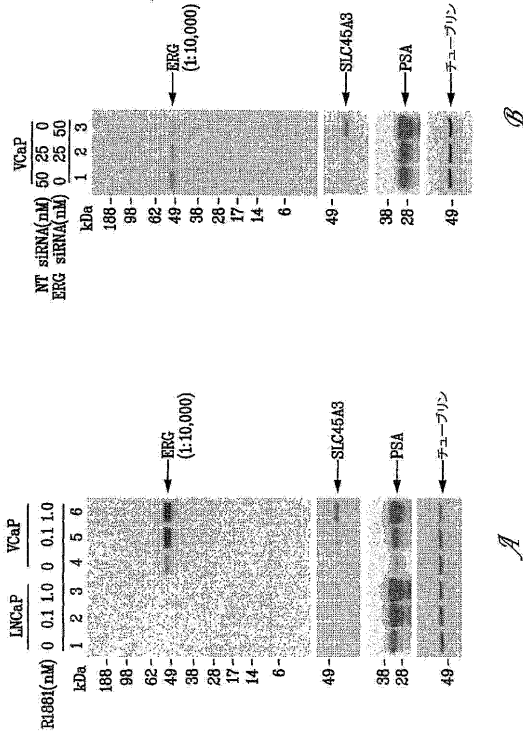 LNCaP VCaP
R1881(nM) 0 0.1 1.0 0 0.1 1.0
kDa 1 2 3 4 5 6
188-
98-
62-
49-
38-
28-
17-
14-
6-
ERG
(1:10,000)
49-
SLC45A3
38-
28-
PSA
49-
チューブリン
A
VCaP
NT siRNA(nM) 50 25 0
ERG siRNA(nM) 0 25 50
kDa 1 2 3
188-
98-
62-
49-
38-
28-
17-
14-
6-
ERG
(1:10,000)
49-
SLC45A3
38-
28-
PSA
49-
チューブリン
B